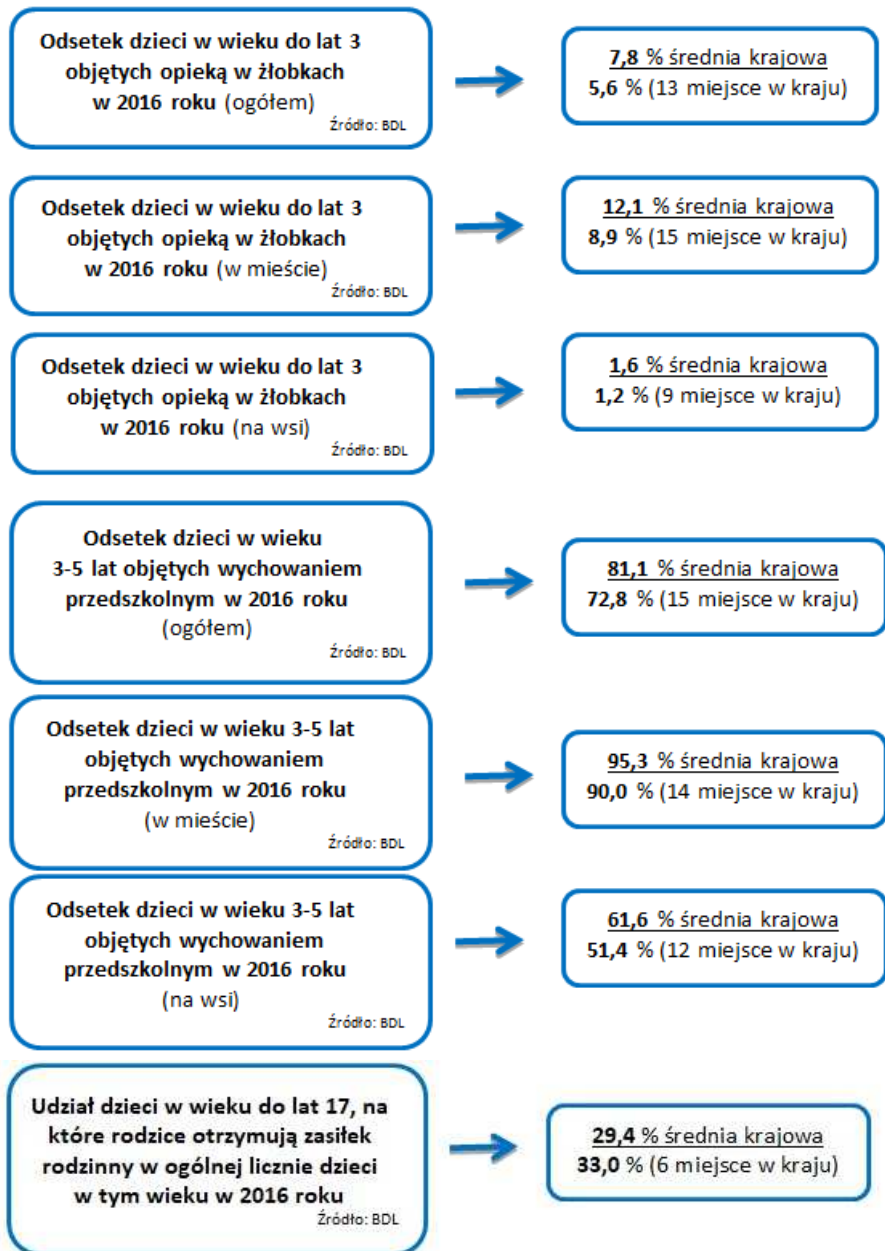 Odsetek dzieci w wieku do lat 3
objętych opieką w żłobkach
w 2016 roku (ogółem)
Źródło: BDL
7,8 % średnia krajowa
5,6 % (13 miejsce w kraju)
Odsetek dzieci w wieku do lat 3
objętych opieką w żłobkach
w 2016 roku (w mieście)
Źródło: BDL
12,1 % średnia krajowa
8,9 % (15 miejsce w kraju)
Odsetek dzieci w wieku do lat 3
objętych opieką w żłobkach
w 2016 roku (na wsi)
Źródło: BDL
1,6 % średnia krajowa
1,2 % (9 miejsce w kraju)
Odsetek dzieci w wieku
3-5 lat objętych wychowaniem
przedszkolnym w 2016 roku
(ogółem)
Źródło: BDL
81,1 % średnia krajowa
72,8 % (15 miejsce w kraju)
Odsetek dzieci w wieku 3-5 lat
objętych wychowaniem
przedszkolnym w 2016 roku
(w mieście)
Źródło: BDL
95,3 % średnia krajowa
90,0 % (14 miejsce w kraju)
Odsetek dzieci w wieku 3-5 lat
objętych wychowaniem
przedszkolnym w 2016 roku
(na wsi)
Źródło: BDL
61,6 % średnia krajowa
51,4 % (12 miejsce w kraju)
Udział dzieci w wieku do lat 17, na
które rodzice otrzymują zasiłek
rodzinny w ogólnej licznie dzieci
w tym wieku w 2016 roku
Źródło: BDL
29,4 % średnia krajowa
33,0 % (6 miejsce w kraju)